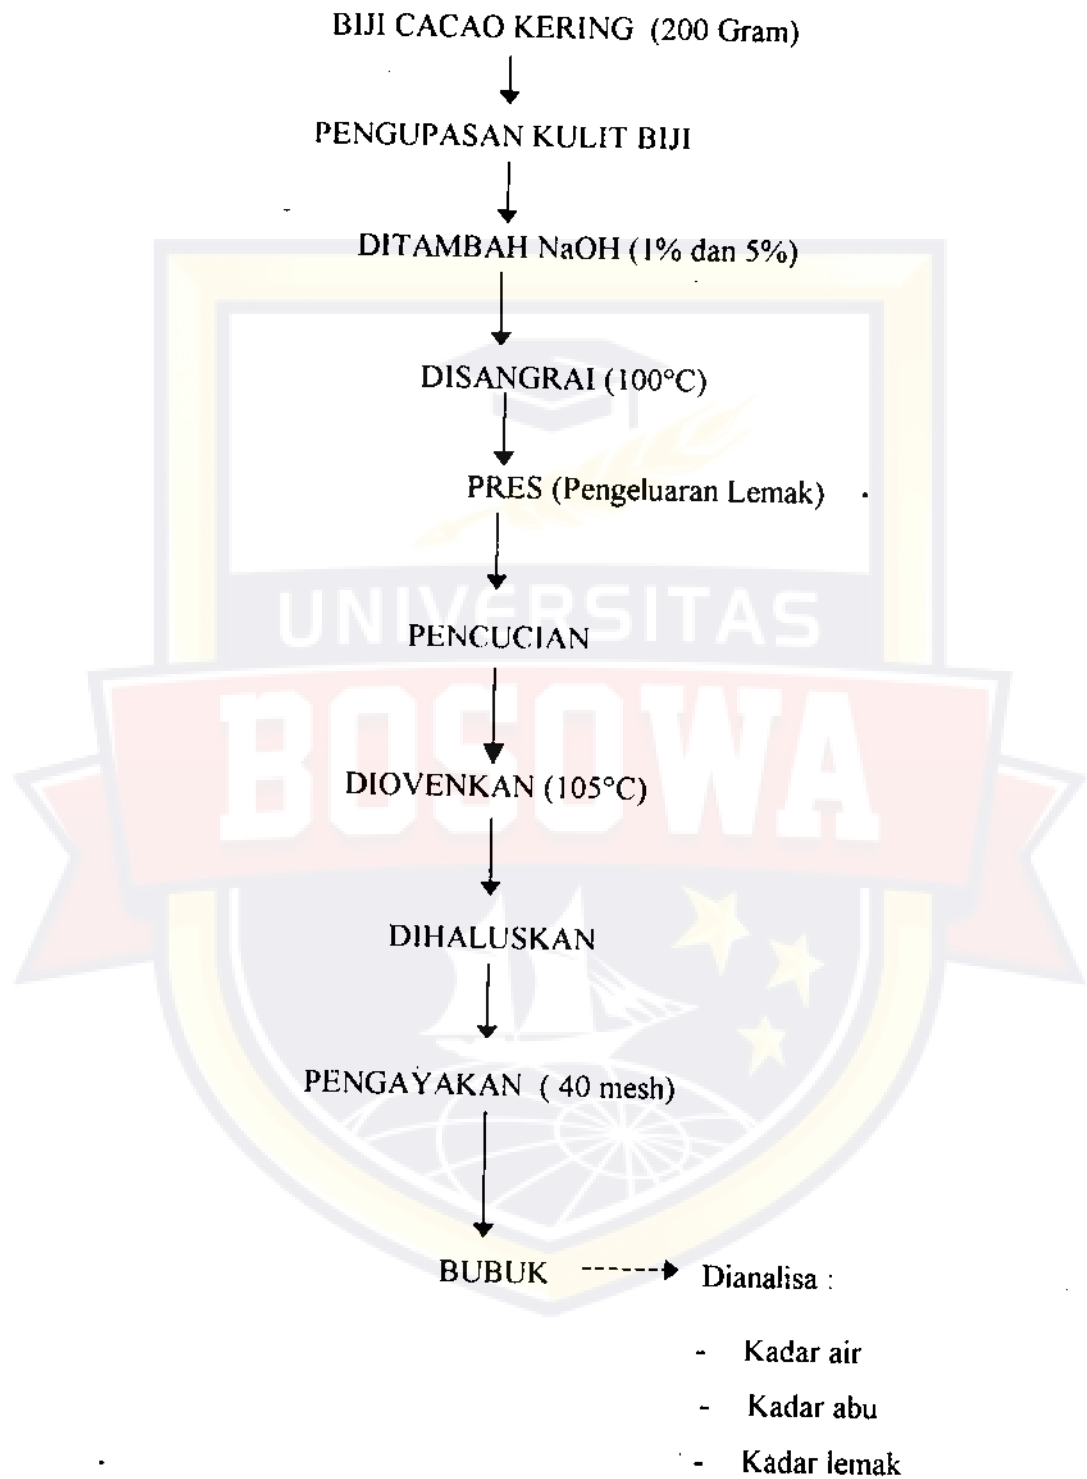 BIJI CACAO KERING (200 Gram)
PENGUPASAN KULIT BIJI
DITAMBAH NaOH (1% dan 5%)
DISANGRAI (100°C)
PRES (Pengeluaran Lemak)
UNIVERSITAS
PENCUCIAN
BOSOWA
DIOVENKAN (105°C)
DIHALUSKAN
PENGAYAKAN ( 40 mesh)
BUBUK Dianalisa :
- Kadar air
- Kadar abu
- Kadar lemak